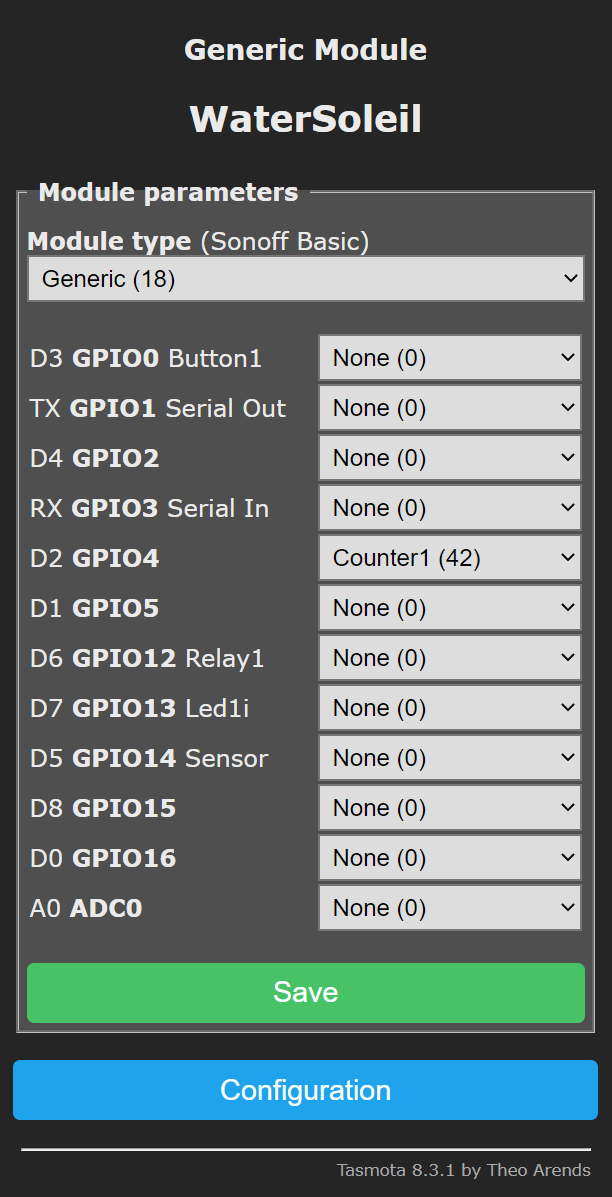 Generic Module
WaterSoleil
Module parameters
Module type (Sonoff Basic)
Generic (18)
D3 GPIO0 Button1 None (0)
TX GPIO1 Serial Out None (0)
D4 GPIO2 None (0)
RX GPIO3 Serial In None (0)
D2 GPIO4 Counter1 (42)
D1 GPIO5 None (0)
D6 GPIO12 Relay1 None (0)
D7 GPIO13 Led1i None (0)
D5 GPIO14 Sensor None (0)
D8 GPIO15 None (0)
D0 GPIO16 None (0)
A0 ADC0 None (0)
Save
Configuration
Tasmota 8.3.1 by Theo Arends